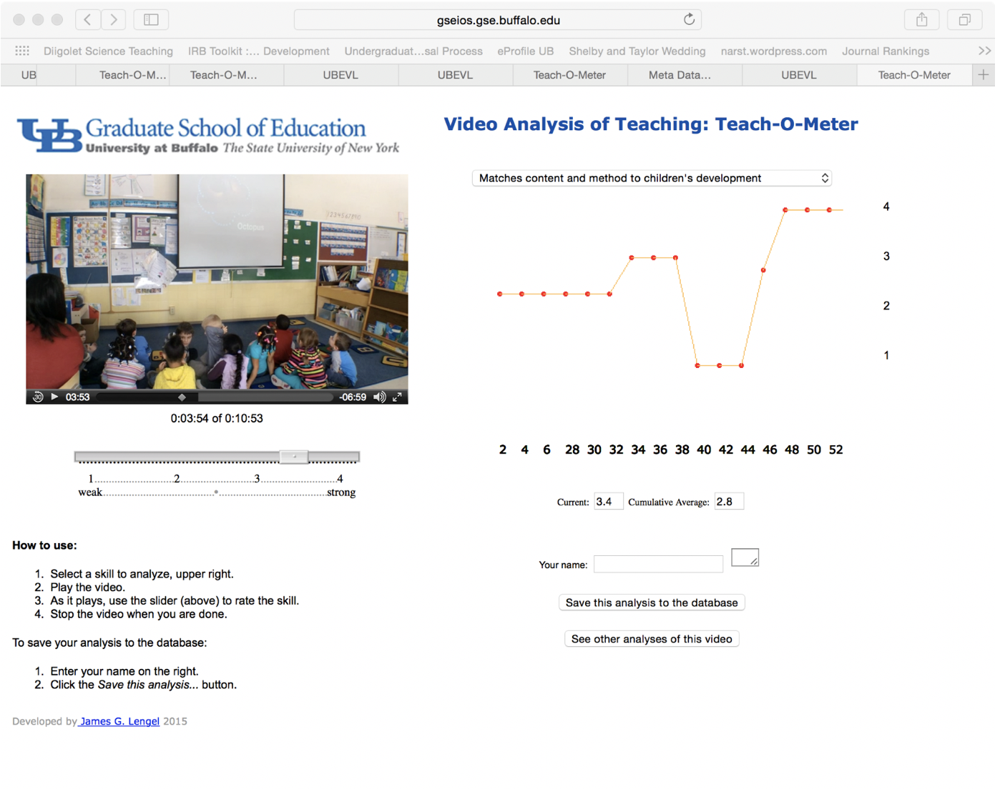 gseios.gse.buffalo.edu
Diigolet Science Teaching IRB Toolkit :... Development Undergraduat...sal Process eProfile UB Shelby and Taylor Wedding narst.wordpress.com Journal Rankings >>
UB Teach-O-M... Teach-O-M... UBEVL UBEVL Teach-O-Meter Meta Data... UBEVL Teach-O-Meter +
UB Graduate School of Education
University at Buffalo The State University of New York
Video Analysis of Teaching: Teach-O-Meter
Matches content and method to children's development
Octopus
30 03:53 -06:59
0:03:54 of 0:10:53
1 2 3 4
weak strong
4
3
2
1
2 4 6 28 30 32 34 36 38 40 42 44 46 48 50 52
Current: 3.4 Cumulative Average: 2.8
Your name:
Save this analysis to the database
See other analyses of this video
How to use:
1. Select a skill to analyze, upper right.
2. Play the video.
3. As it plays, use the slider (above) to rate the skill.
4. Stop the video when you are done.
To save your analysis to the database:
1. Enter your name on the right.
2. Click the Save this analysis... button.
Developed by James G. Lengel 2015